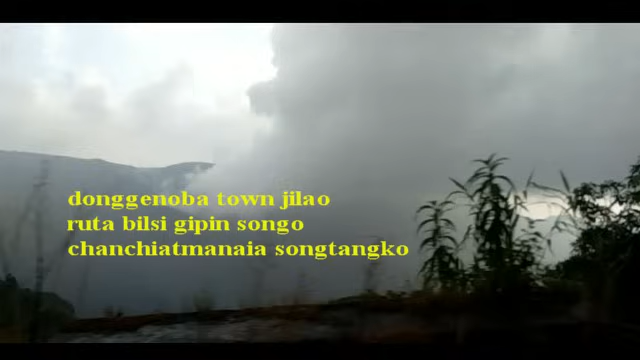 donggenoba town jilao
ruta bilsi gipin songo
chanchiatmanaia songtangko